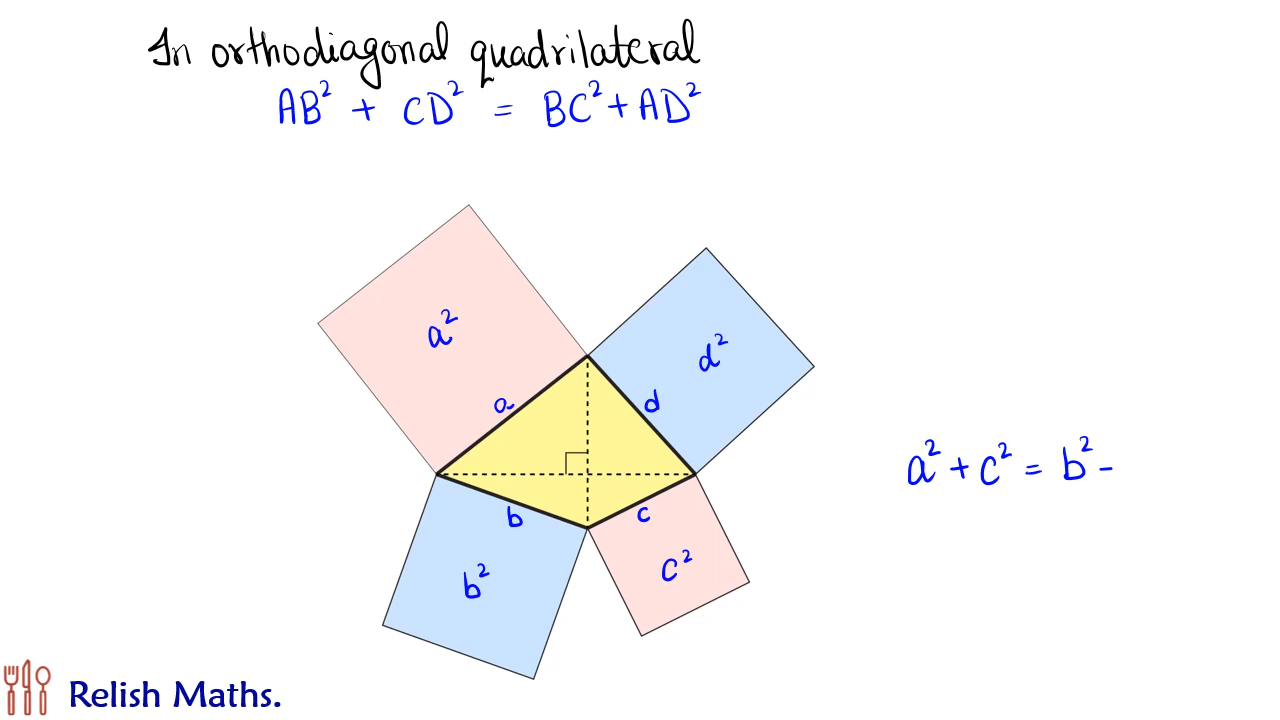 In orthodiagonal quadrilateral
AB² + CD² = BC² + AD²
a²
d²
a
d
a² + c² = b² -
b
c
b²
c²
Relish Maths.